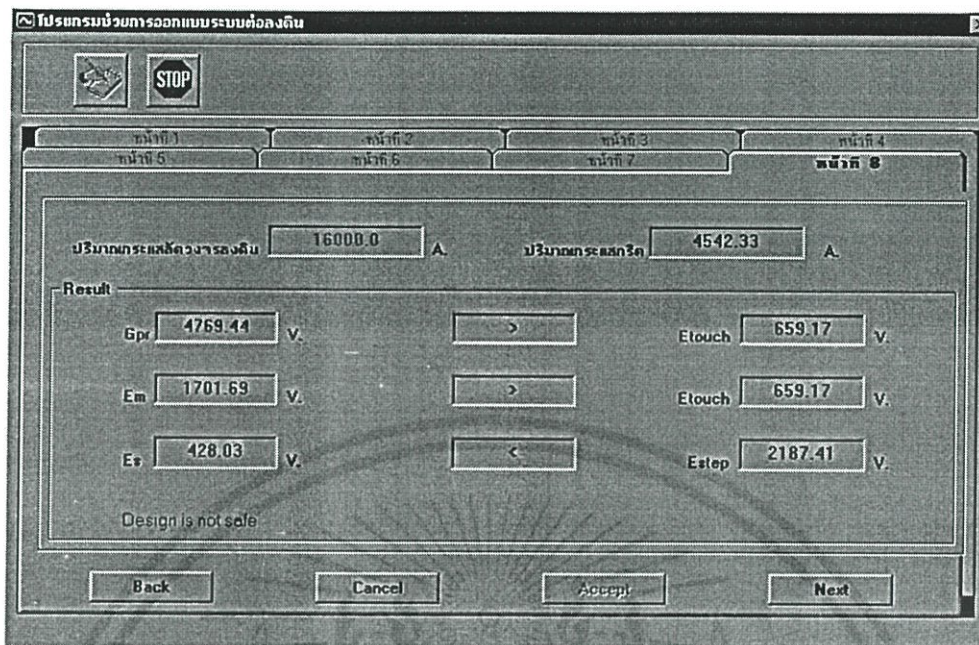 โปรแกรมช่วยการออกแบบระบบต่อลงดิน
STOP
หน้าที่ 1 หน้าที่ 2 หน้าที่ 3 หน้าที่ 4
หน้าที่ 5 หน้าที่ 6 หน้าที่ 7 หน้าที่ 8
ปริมาณกระแสลัดวงจรลงดิน 16000.0 A. ปริมาณกระแสกริด 4542.33 A.
Result
Gpr 4769.44 V. > Etouch 659.17 V.
Em 1701.69 V. > Etouch 659.17 V.
Es 428.03 V. < Estep 2187.41 V.
Design is not safe
Back Cancel Accept Next